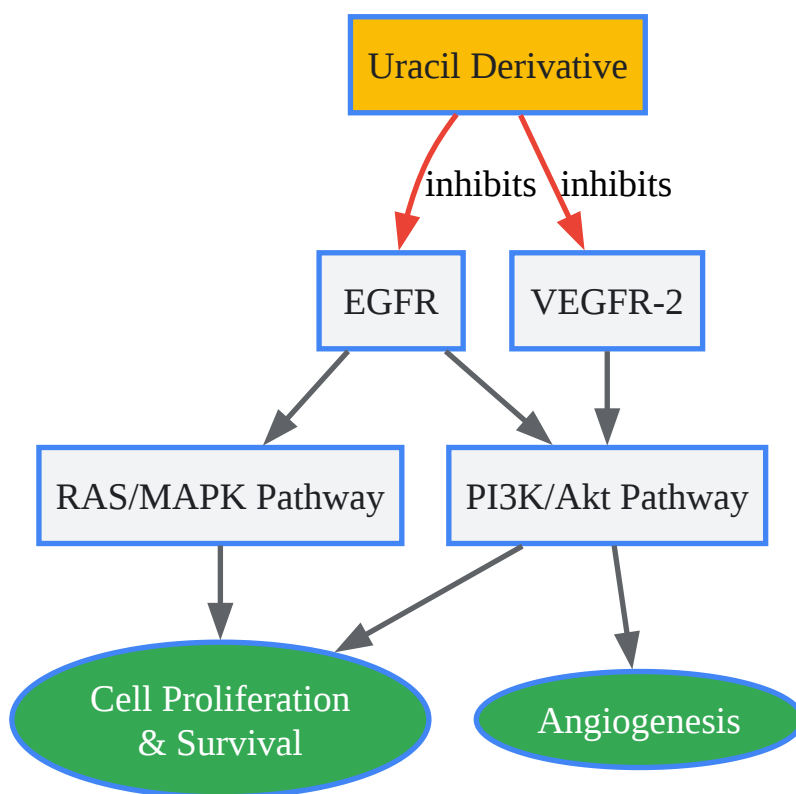 Uracil Derivative
inhibits
inhibits
EGFR
VEGFR-2
RAS/MAPK Pathway
PI3K/Akt Pathway
Cell Proliferation
& Survival
Angiogenesis